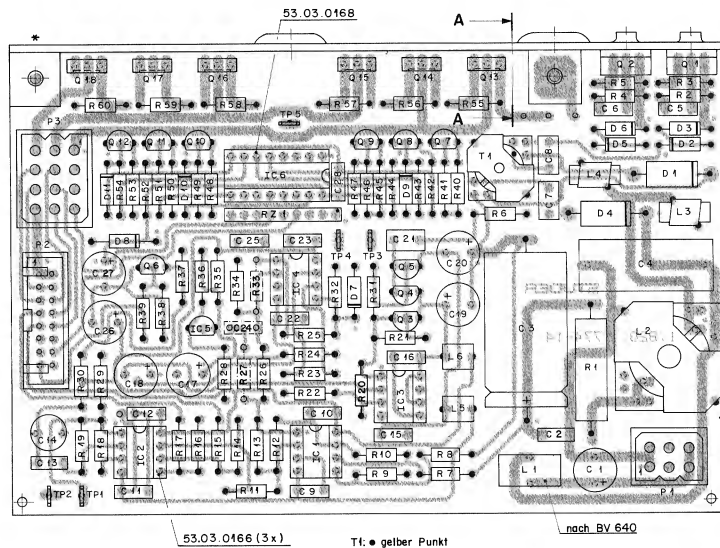 53.03.0168
A
*
Q18 Q17 Q16 Q15 Q14 Q13 Q2 Q1
R60 R59 R58 R57 R56 R55
R5 R3
R4 R2
C6 C5
P3
TP5
A
D6 D3
D5 D2
Q12 Q11 Q10 Q9 Q8 Q7
T1 C8
IC6
D11 R54 R53 R52 R51 R50 D10 R49 R48 C28 R47 R46 R45 R44 D9 R43 R42 R41 R40
L4 D1
RZ1
R6 C7 D4 L3
P2
D8 C25 C23 TP4 TP3 C21
C27 Q6 R37 R36 R35 R34 R33 IC4 R32 D7 R31 Q5 C20
C4
R39 R38 Q4
C22 C19
C26 IC5 C24 Q3 C3 L2
R25 R21
R24 C16 L6
R30 R29 C18 C17 R28 R27 R26 R23 R20 IC3 R1
R22
C12 C10 L5
C14 R19 R18 IC2 R17 R16 R15 R14 R13 R12 IC1 C15 C2
R10 R8
C13 R9 R7 L1 C1 P1
TP2 TP1 C11 R11 C9
53.03.0166 (3x)
nach BV 640
T1: ● gelber Punkt